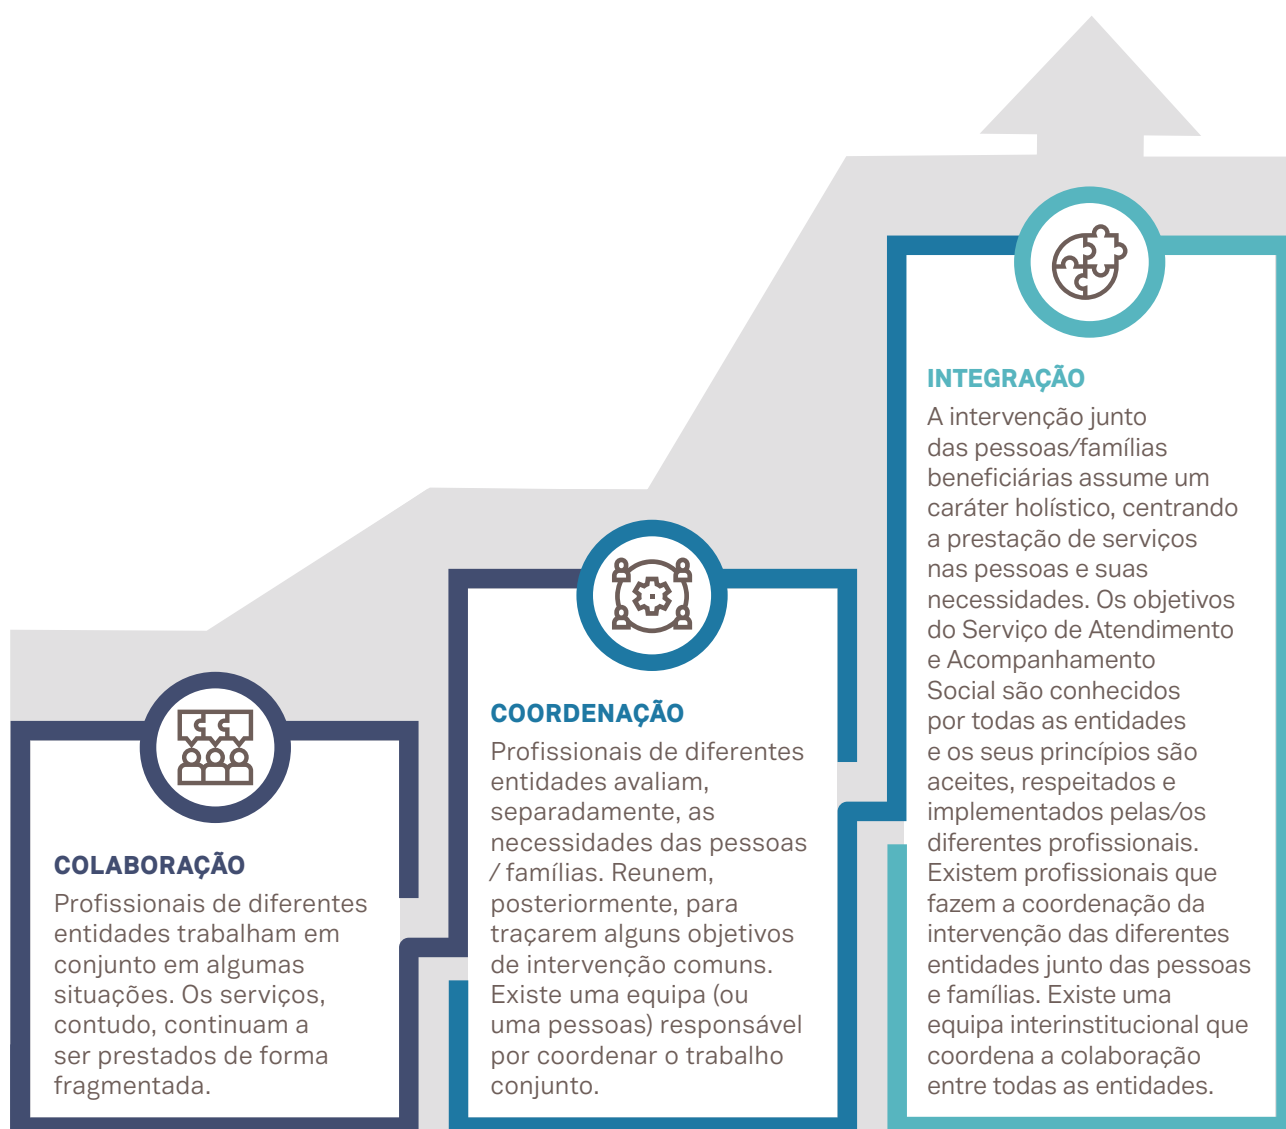 COLABORAÇÃO
Profissionais de diferentes
entidades trabalham em
conjunto em algumas
situações. Os serviços,
contudo, continuam a
ser prestados de forma
fragmentada.
COORDENAÇÃO
Profissionais de diferentes
entidades avaliam,
separadamente, as
necessidades das pessoas
/ famílias. Reunem,
posteriormente, para
traçarem alguns objetivos
de intervenção comuns.
Existe uma equipa (ou
uma pessoas) responsável
por coordenar o trabalho
conjunto.
INTEGRAÇÃO
A intervenção junto
das pessoas/famílias
beneficiárias assume um
caráter holístico, centrando
a prestação de serviços
nas pessoas e suas
necessidades. Os objetivos
do Serviço de Atendimento
e Acompanhamento
Social são conhecidos
por todas as entidades
e os seus princípios são
aceites, respeitados e
implementados pelas/os
diferentes profissionais.
Existem profissionais que
fazem a coordenação da
intervenção das diferentes
entidades junto das pessoas
e famílias. Existe uma
equipa interinstitucional que
coordena a colaboração
entre todas as entidades.